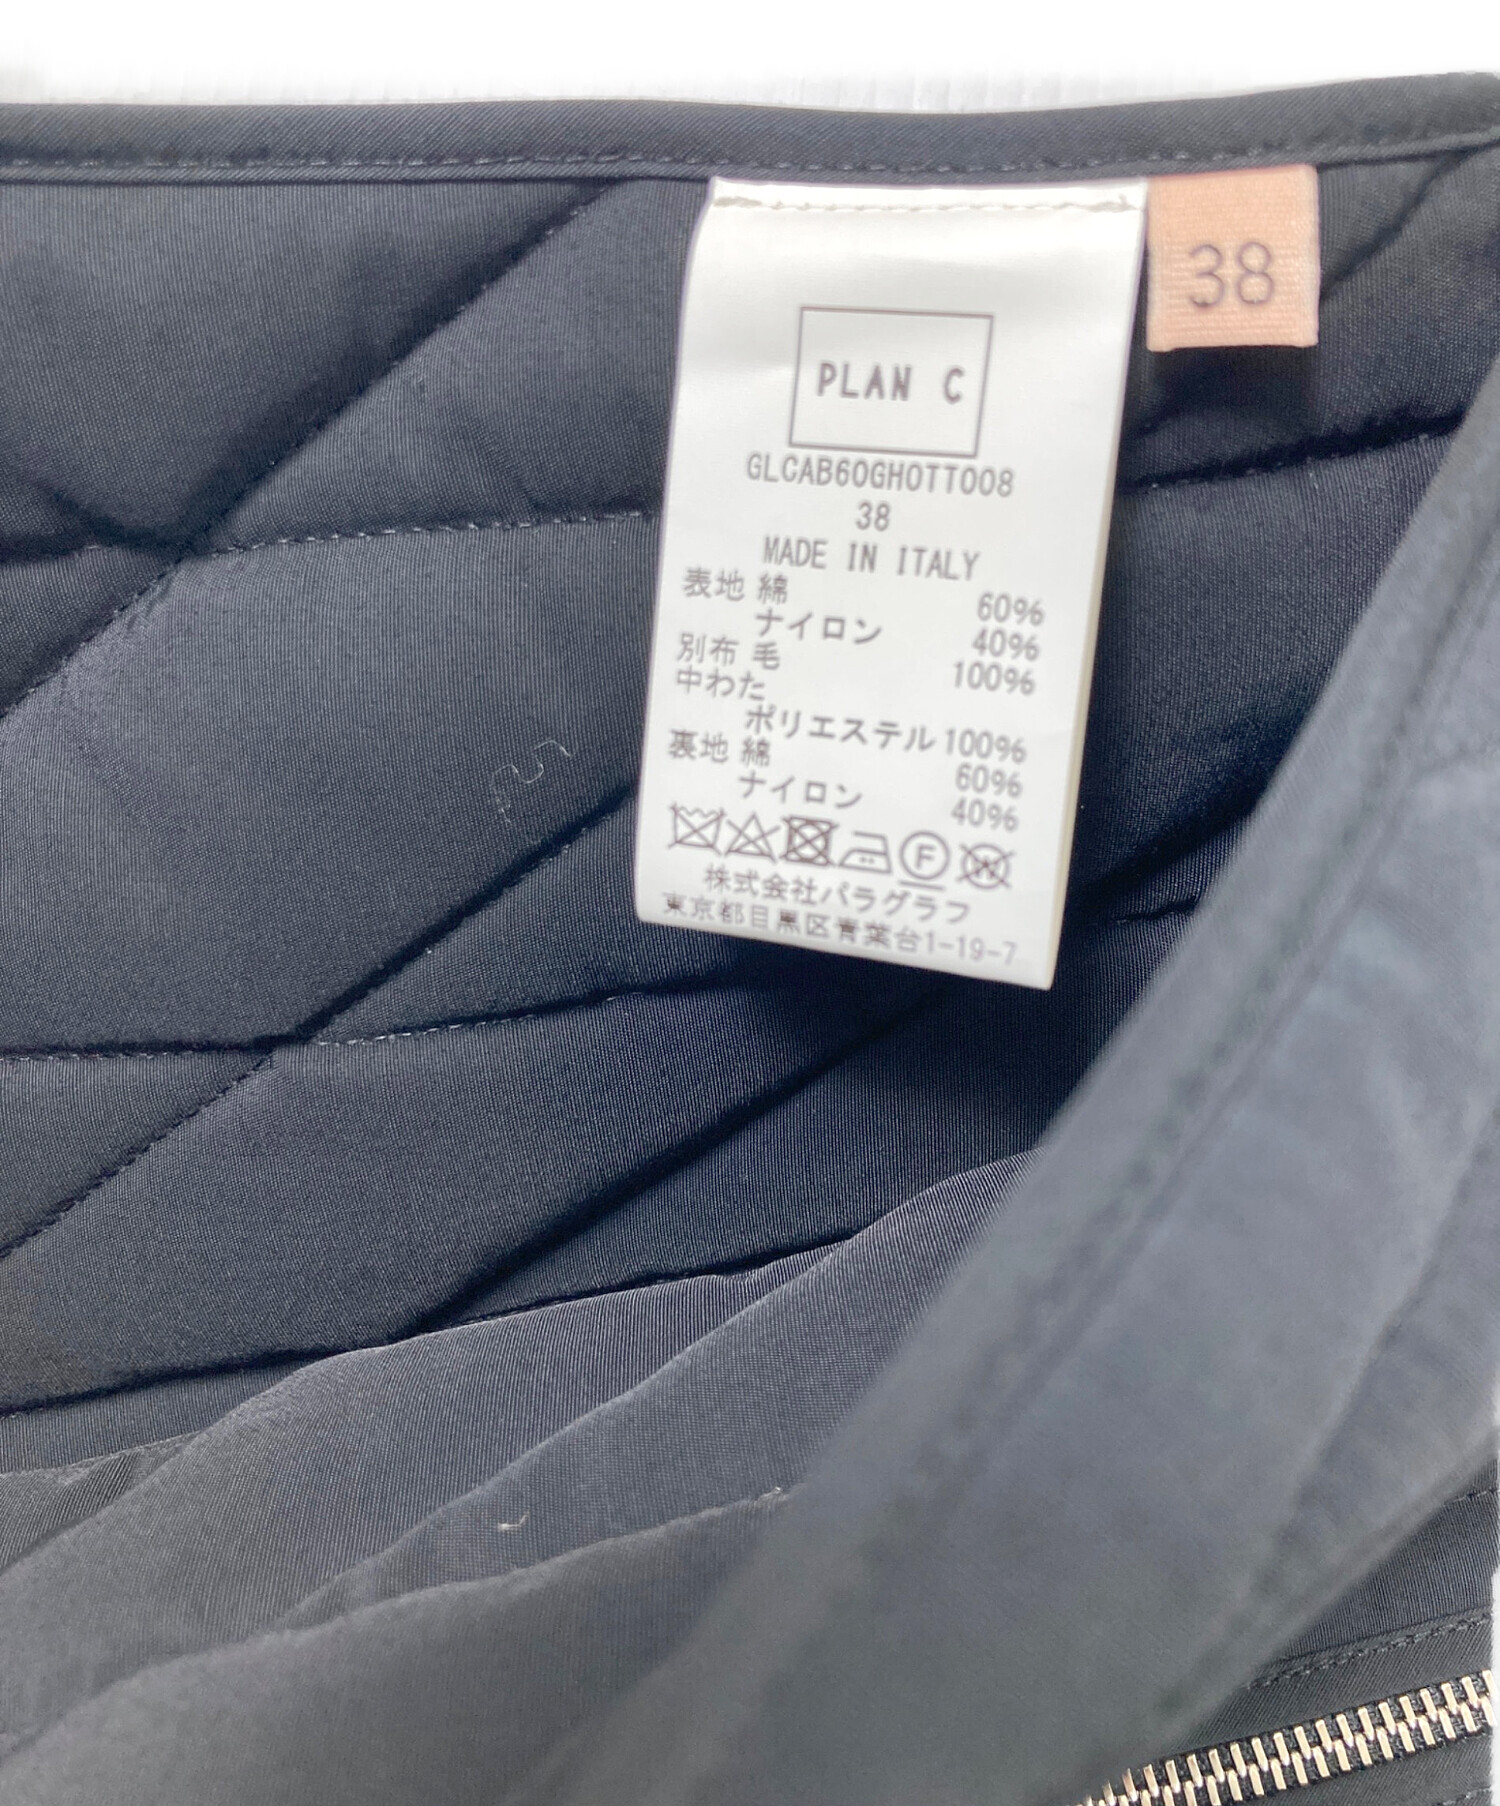 38
PLAN C
GLCAB60GH0TT008
38
MADE IN ITALY
表地 綿 60%
ナイロン 40%
別布 毛 100%
中わた
ポリエステル 100%
裏地 綿 60%
ナイロン 40%
F W
株式会社パラグラフ
東京都目黒区青葉台1-19-7